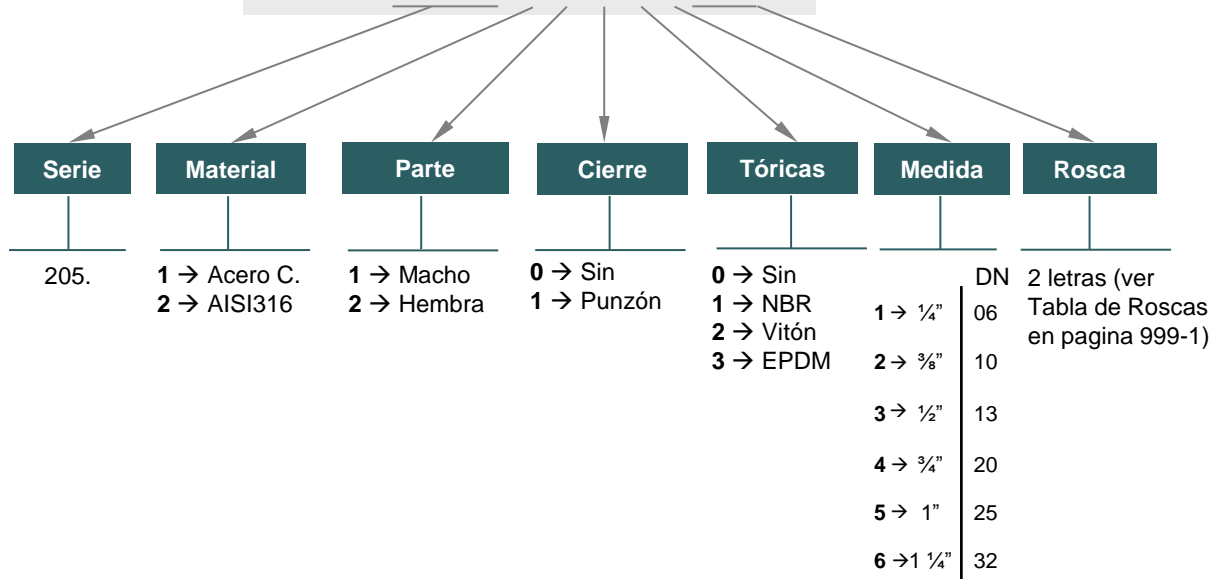 Serie
Material
Parte
Cierre
Tóricas
Medida
Rosca
205.
1 → Acero C.
2 → AISI316
1 → Macho
2 → Hembra
0 → Sin
1 → Punzón
0 → Sin
1 → NBR
2 → Vitón
3 → EPDM
DN
1 → ¼” 06
2 → ⅜” 10
3 → ½” 13
4 → ¾” 20
5 → 1” 25
6 →1 ¼” 32
2 letras (ver
Tabla de Roscas
en pagina 999-1)